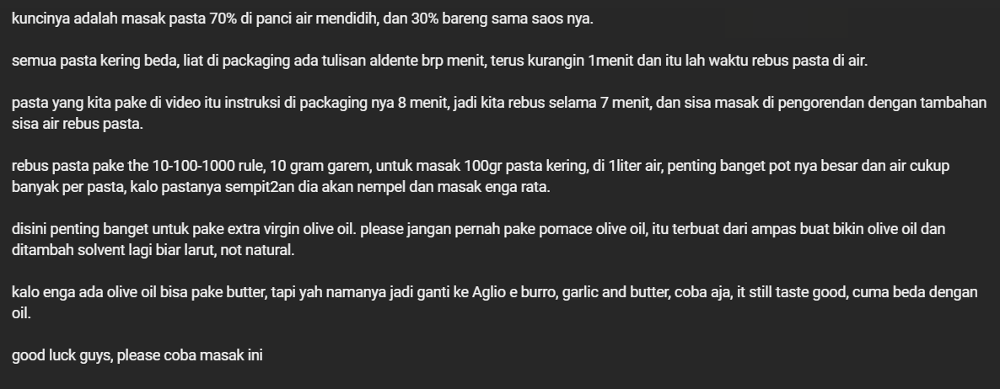 kuncinya adalah masak pasta 70% di panci air mendidih, dan 30% bareng sama saos nya.
semua pasta kering beda, liat di packaging ada tulisan aldente brp menit, terus kurangin 1menit dan itu lah waktu rebus pasta di air.
pasta yang kita pake di video itu instruksi di packaging nya 8 menit, jadi kita rebus selama 7 menit, dan sisa masak di pengorendan dengan tambahan
sisa air rebus pasta.
rebus pasta pake the 10-100-1000 rule, 10 gram garem, untuk masak 100gr pasta kering, di 1liter air, penting banget pot nya besar dan air cukup
banyak per pasta, kalo pastanya sempit2an dia akan nempel dan masak enga rata.
disini penting banget untuk pake extra virgin olive oil. please jangan pernah pake pomace olive oil, itu terbuat dari ampas buat bikin olive oil dan
ditambah solvent lagi biar larut, not natural.
kalo enga ada olive oil bisa pake butter, tapi yah namanya jadi ganti ke Aglio e burro, garlic and butter, coba aja, it still taste good, cuma beda dengan
oil.
good luck guys, please coba masak ini